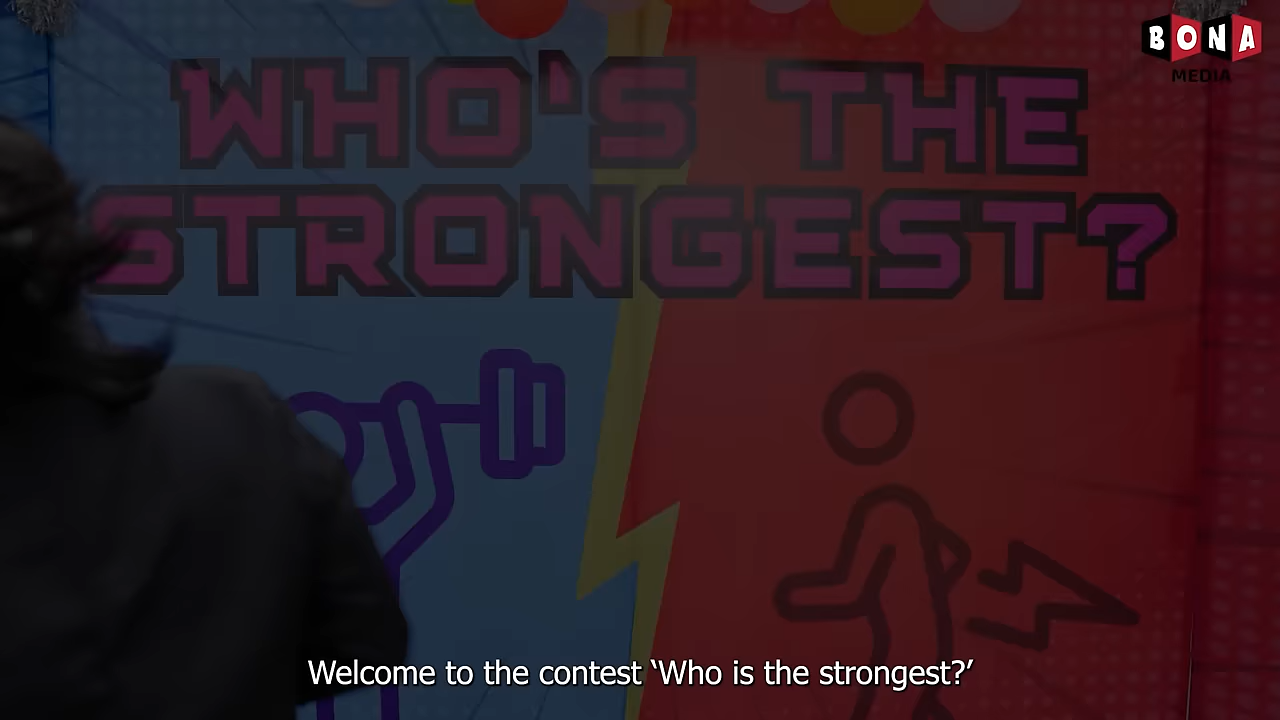 BONA
MEDIA
WHO'S THE
STRONGEST?
Welcome to the contest ‘Who is the strongest?’